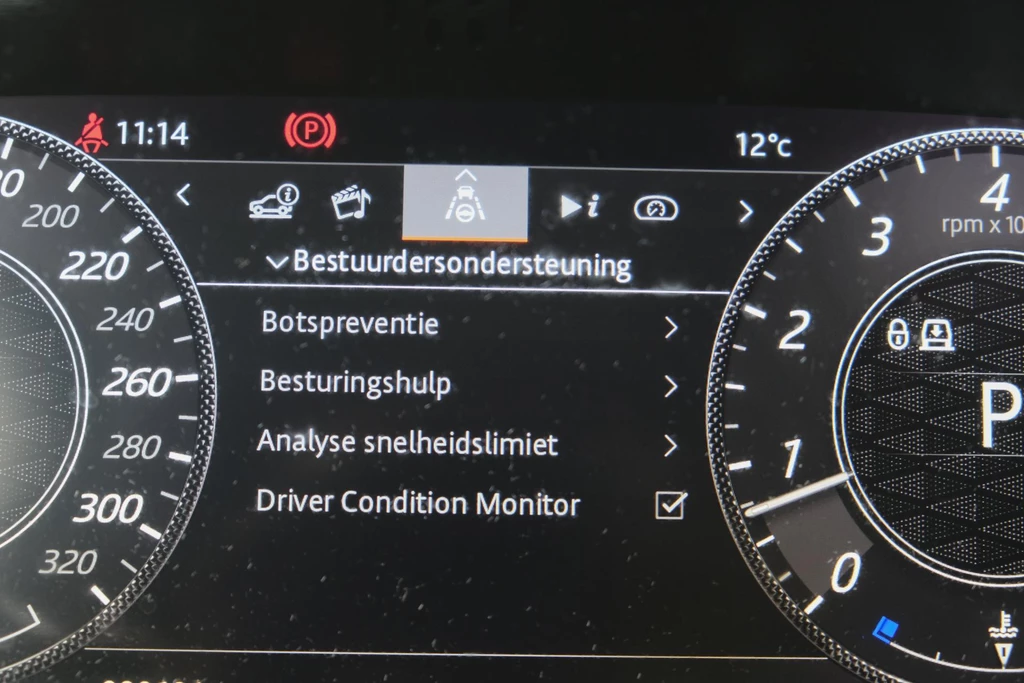 11:14
P
12°C
i
i
Bestuurdersondersteuning
Botspreventie
Besturingshulp
Analyse snelheidslimiet
Driver Condition Monitor
200
220
240
260
280
300
320
4
rpm x 10
3
2
1
0
P